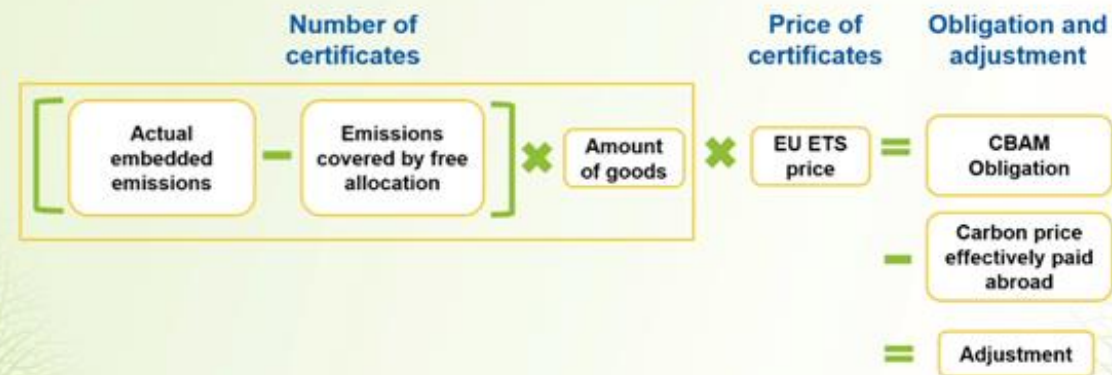 Number of
certificates
Price of
certificates
Obligation and
adjustment
Actual
embedded
emissions
Emissions
covered by free
allocation
Amount
of goods
EU ETS
price
CBAM
Obligation
Carbon price
effectively paid
abroad
Adjustment